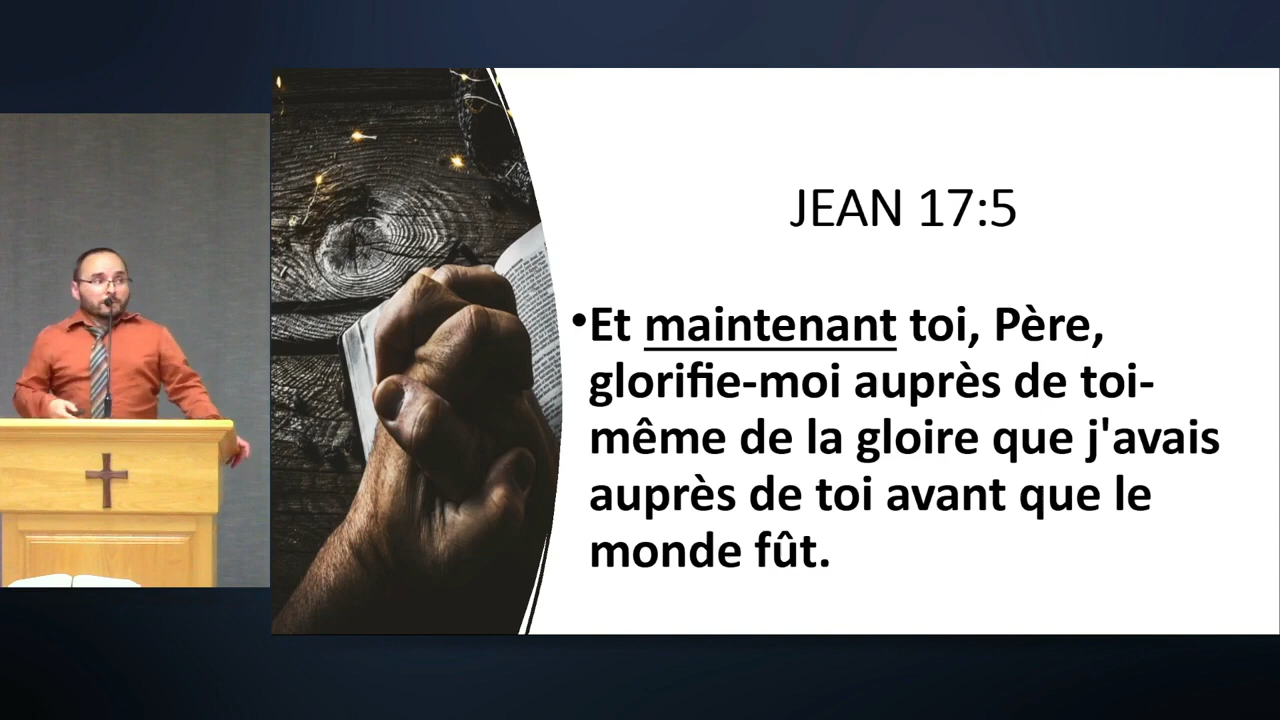 JEAN 17:5
•Et maintenant toi, Père,
glorifie-moi auprès de toi-
même de la gloire que j'avais
auprès de toi avant que le
monde fût.